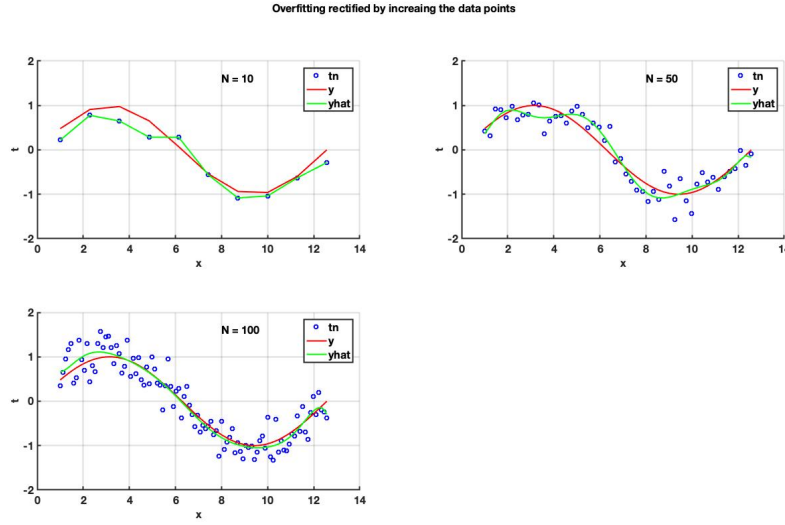 Overfitting rectified by increaing the data points
2
1
0
-1
-2
t
N = 10
tn
y
yhat
0 2 4 6 8 10 12 14
x
2
1
0
-1
-2
t
N = 50
tn
y
yhat
0 2 4 6 8 10 12 14
x
2
1
0
-1
-2
t
N = 100
tn
y
yhat
0 2 4 6 8 10 12 14
x